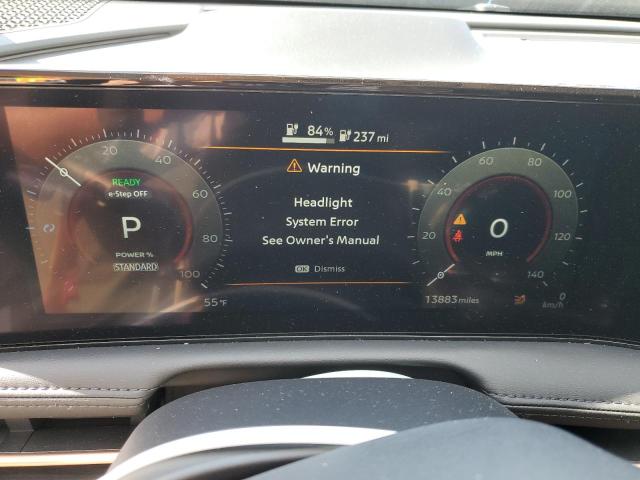 84% 237 mi
Warning
Headlight
System Error
See Owner's Manual
OK Dismiss
20 40 60 80 100
READY
e-Step OFF
P
POWER %
STANDARD
55°F
20 40 60 80 100 120 140
0
MPH
13883 miles
0
km/h